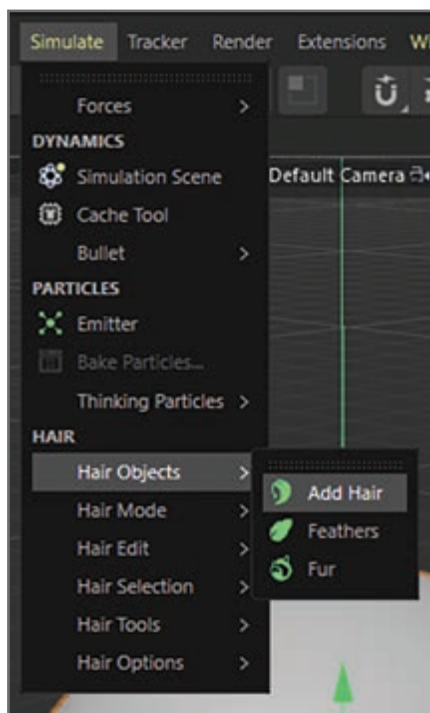 Simulate Tracker Render Extensions
Forces
DYNAMICS
Simulation Scene
Default Camera
Cache Tool
Bullet
PARTICLES
Emitter
Bake Particles...
Thinking Particles
HAIR
Hair Objects
Add Hair
Hair Mode
Feathers
Hair Edit
Fur
Hair Selection
Hair Tools
Hair Options